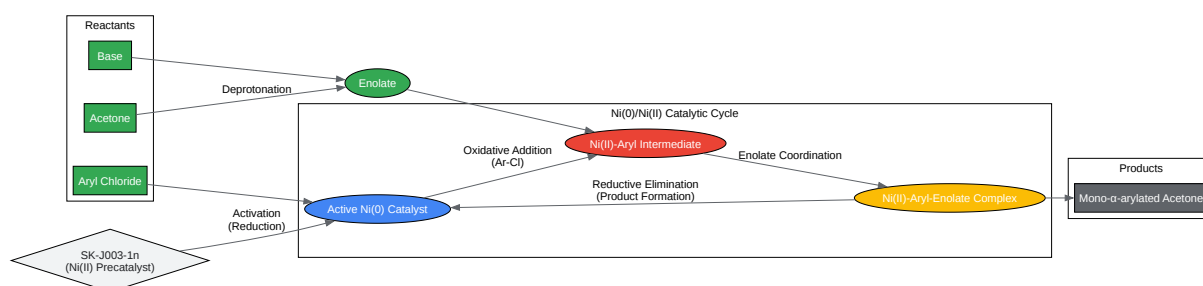 Reactants
Base
Acetone
Aryl Chloride
Deprotonation
Enolate
Ni(0)/Ni(II) Catalytic Cycle
Ni(II)-Aryl Intermediate
Oxidative Addition
(Ar-Cl)
Enolate Coordination
Reductive Elimination
(Product Formation)
Active Ni(0) Catalyst
Ni(II)-Aryl-Enolate Complex
Activation
(Reduction)
SK-J003-1n
(Ni(II) Precatalyst)
Products
Mono-α-arylated Acetone